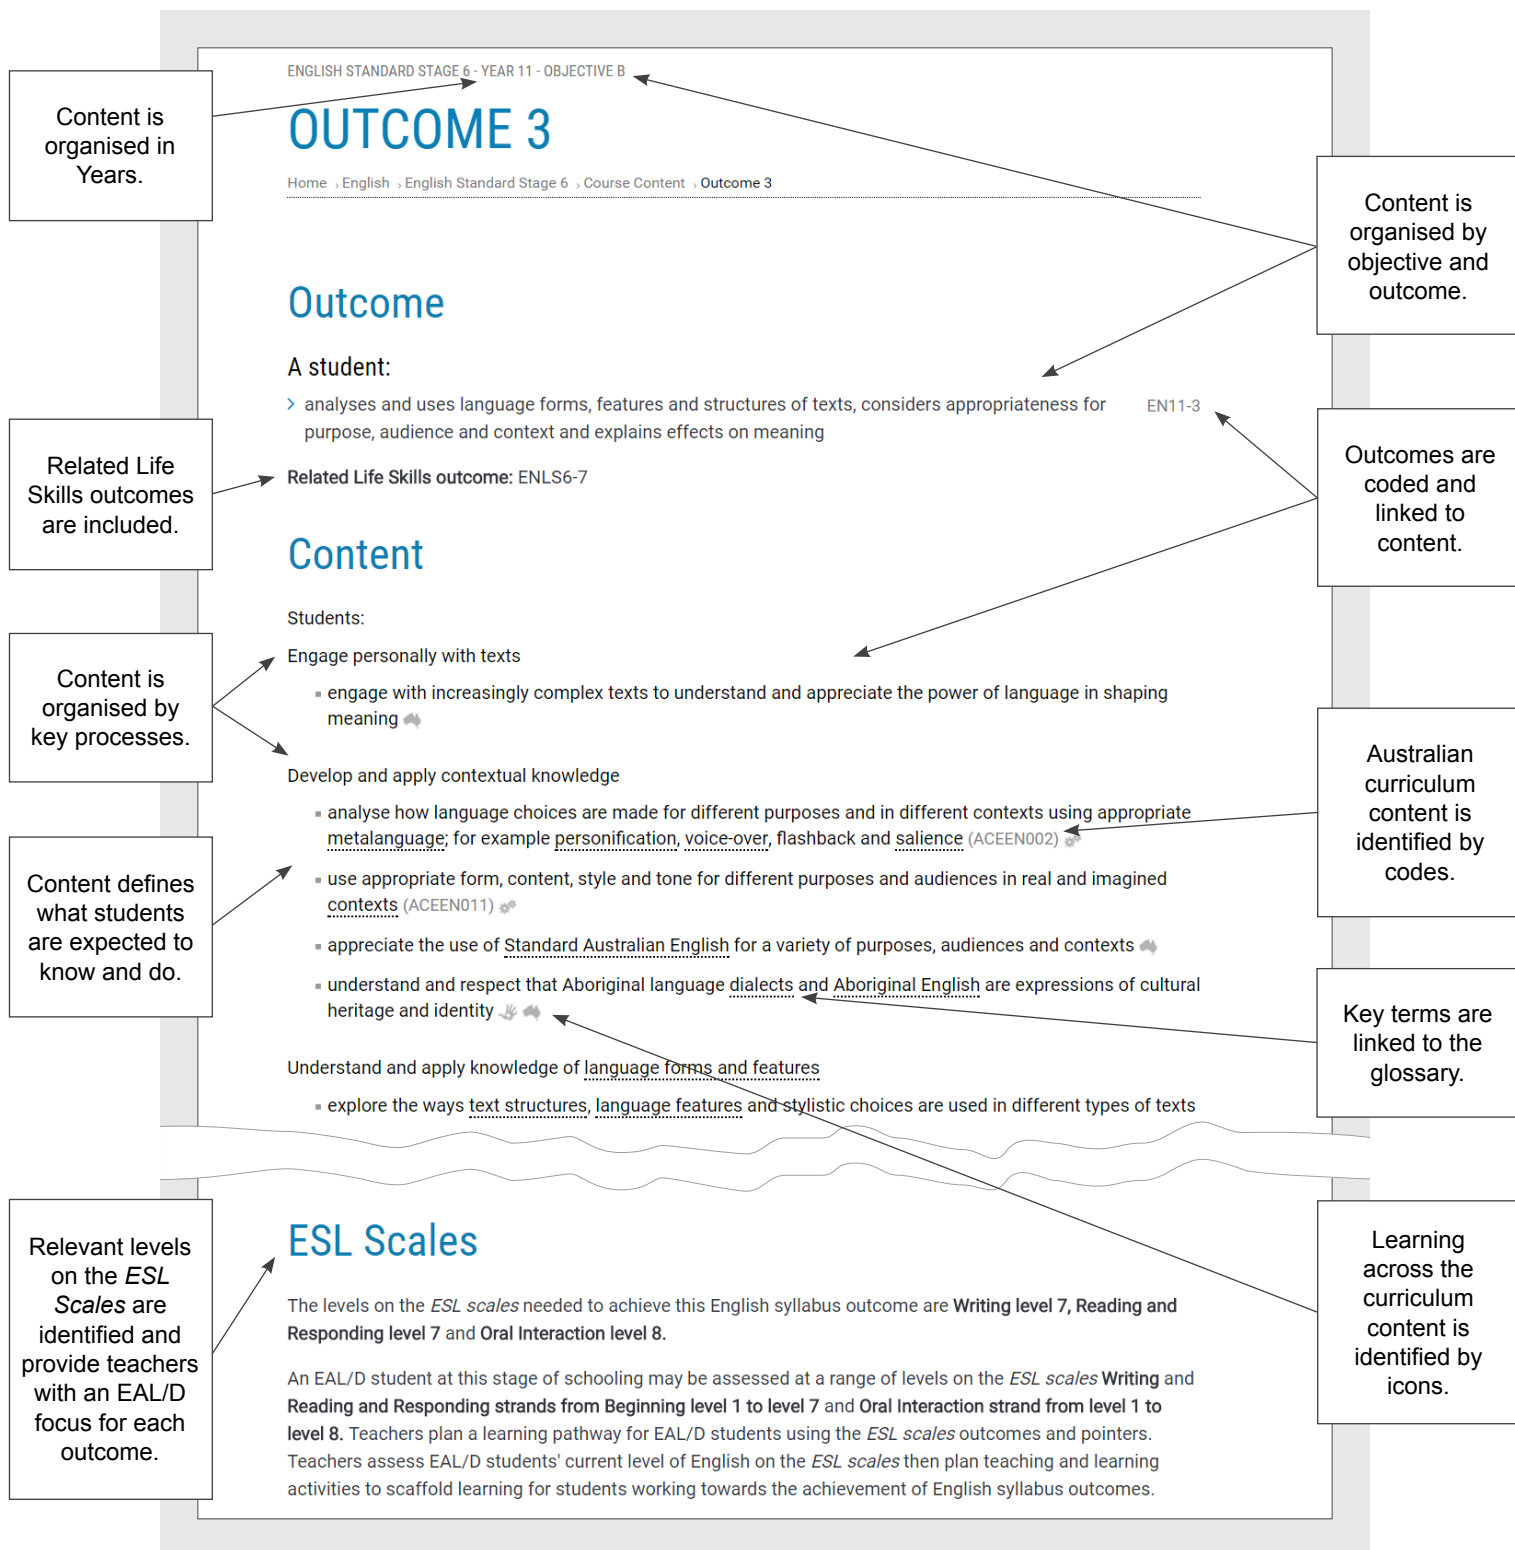 ENGLISH STANDARD STAGE 6 - YEAR 11 - OBJECTIVE B
OUTCOME 3
Home › English › English Standard Stage 6 › Course Content › Outcome 3
Outcome
A student:
› analyses and uses language forms, features and structures of texts, considers appropriateness for EN11-3
purpose, audience and context and explains effects on meaning
Related Life Skills outcome: ENLS6-7
Content
Students:
Engage personally with texts
▪ engage with increasingly complex texts to understand and appreciate the power of language in shaping
meaning
Develop and apply contextual knowledge
▪ analyse how language choices are made for different purposes and in different contexts using appropriate
metalanguage; for example personification, voice-over, flashback and salience (ACEEN002)
▪ use appropriate form, content, style and tone for different purposes and audiences in real and imagined
contexts (ACEEN011)
▪ appreciate the use of Standard Australian English for a variety of purposes, audiences and contexts
▪ understand and respect that Aboriginal language dialects and Aboriginal English are expressions of cultural
heritage and identity
Understand and apply knowledge of language forms and features
▪ explore the ways text structures, language features and stylistic choices are used in different types of texts
ESL Scales
The levels on the ESL scales needed to achieve this English syllabus outcome are Writing level 7, Reading and
Responding level 7 and Oral Interaction level 8.
An EAL/D student at this stage of schooling may be assessed at a range of levels on the ESL scales Writing and
Reading and Responding strands from Beginning level 1 to level 7 and Oral Interaction strand from level 1 to
level 8. Teachers plan a learning pathway for EAL/D students using the ESL scales outcomes and pointers.
Teachers assess EAL/D students' current level of English on the ESL scales then plan teaching and learning
activities to scaffold learning for students working towards the achievement of English syllabus outcomes.
Content is
organised in
Years.
Related Life
Skills outcomes
are included.
Content is
organised by
key processes.
Content defines
what students
are expected to
know and do.
Relevant levels
on the ESL
Scales are
identified and
provide teachers
with an EAL/D
focus for each
outcome.
Content is
organised by
objective and
outcome.
Outcomes are
coded and
linked to
content.
Australian
curriculum
content is
identified by
codes.
Key terms are
linked to the
glossary.
Learning
across the
curriculum
content is
identified by
icons.